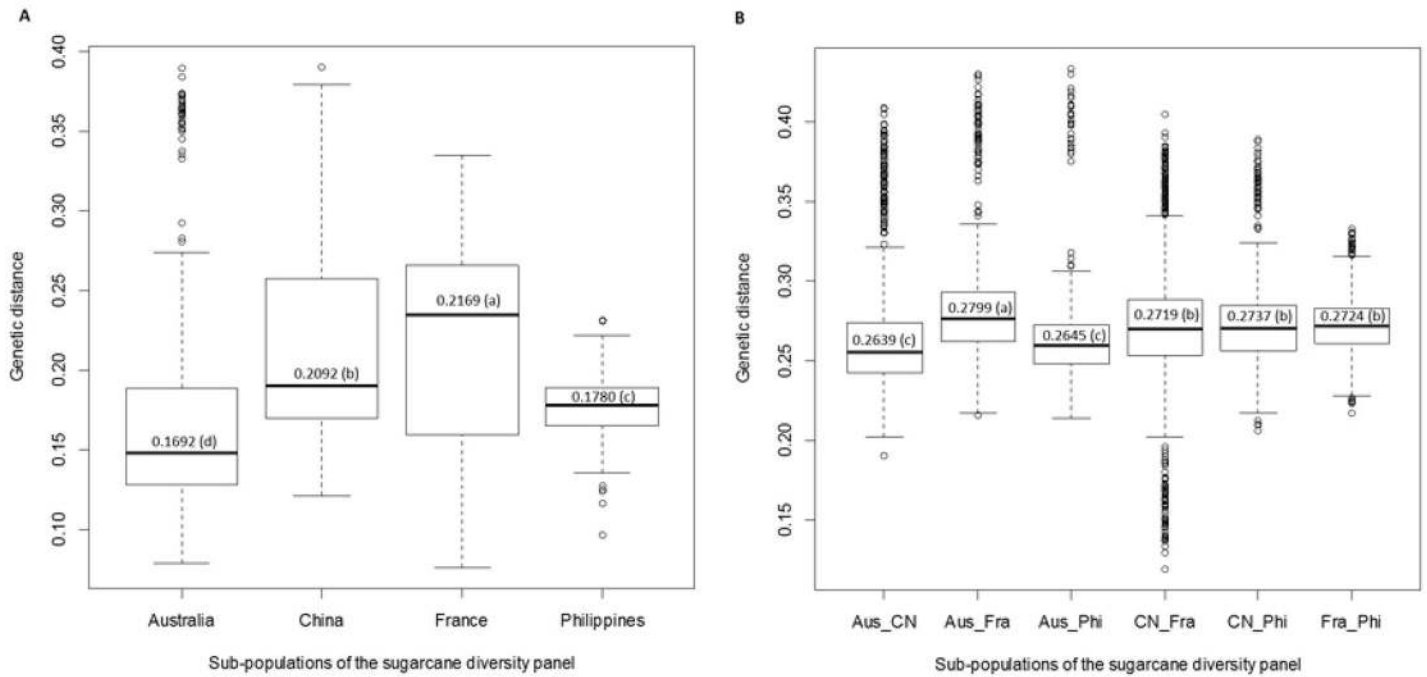 A
Genetic distance
0.40
0.35
0.30
0.25
0.20
0.15
0.10
0.1692 (d)
0.2092 (b)
0.2169 (a)
0.1780 (c)
Australia China France Philippines
Sub-populations of the sugarcane diversity panel
B
Genetic distance
0.40
0.35
0.30
0.25
0.20
0.15
0.2639 (c)
0.2799 (a)
0.2645 (c)
0.2719 (b)
0.2737 (b)
0.2724 (b)
Aus_CN Aus_Fra Aus_Phi CN_Fra CN_Phi Fra_Phi
Sub-populations of the sugarcane diversity panel